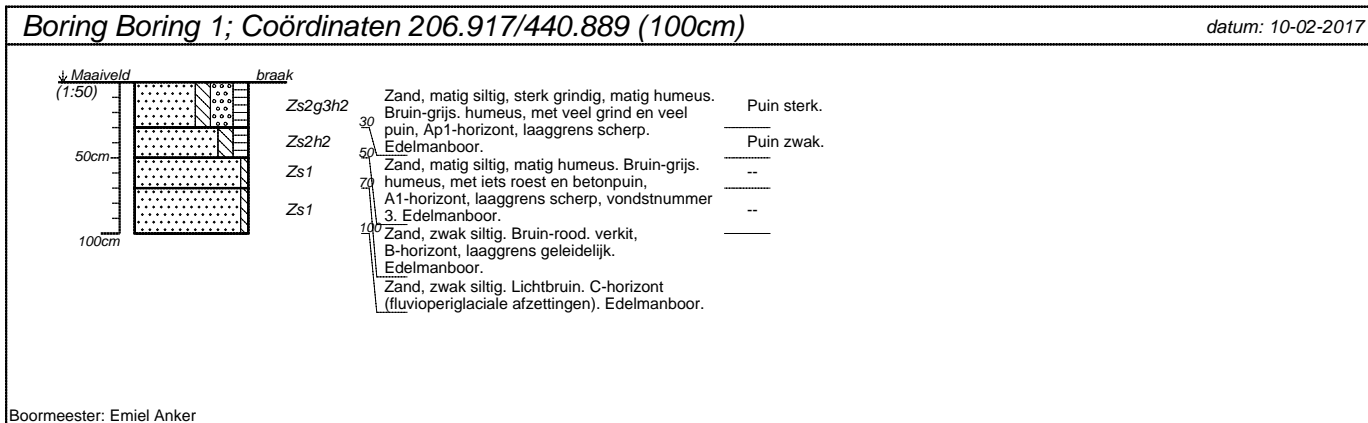 Boring Boring 1; Coördinaten 206.917/440.889 (100cm)
datum: 10-02-2017
Maaiveld
braak
(1:50)
50cm
100cm
Zs2g3h2
30
Zand, matig siltig, sterk grindig, matig humeus.
Bruin-grijs. humeus, met veel grind en veel
puin, Ap1-horizont, laaggrens scherp.
Edelmanboor.
Puin sterk.
Zs2h2
50
Zand, matig siltig, matig humeus. Bruin-grijs.
humeus, met iets roest en betonpuin,
A1-horizont, laaggrens scherp, vondstnummer
3. Edelmanboor.
Puin zwak.
Zs1
70
Zand, zwak siltig. Bruin-rood. verkit,
B-horizont, laaggrens geleidelijk.
Edelmanboor.
--
Zs1
100
Zand, zwak siltig. Lichtbruin. C-horizont
(fluvioperiglaciale afzettingen). Edelmanboor.
--
Boormeester: Emiel Anker